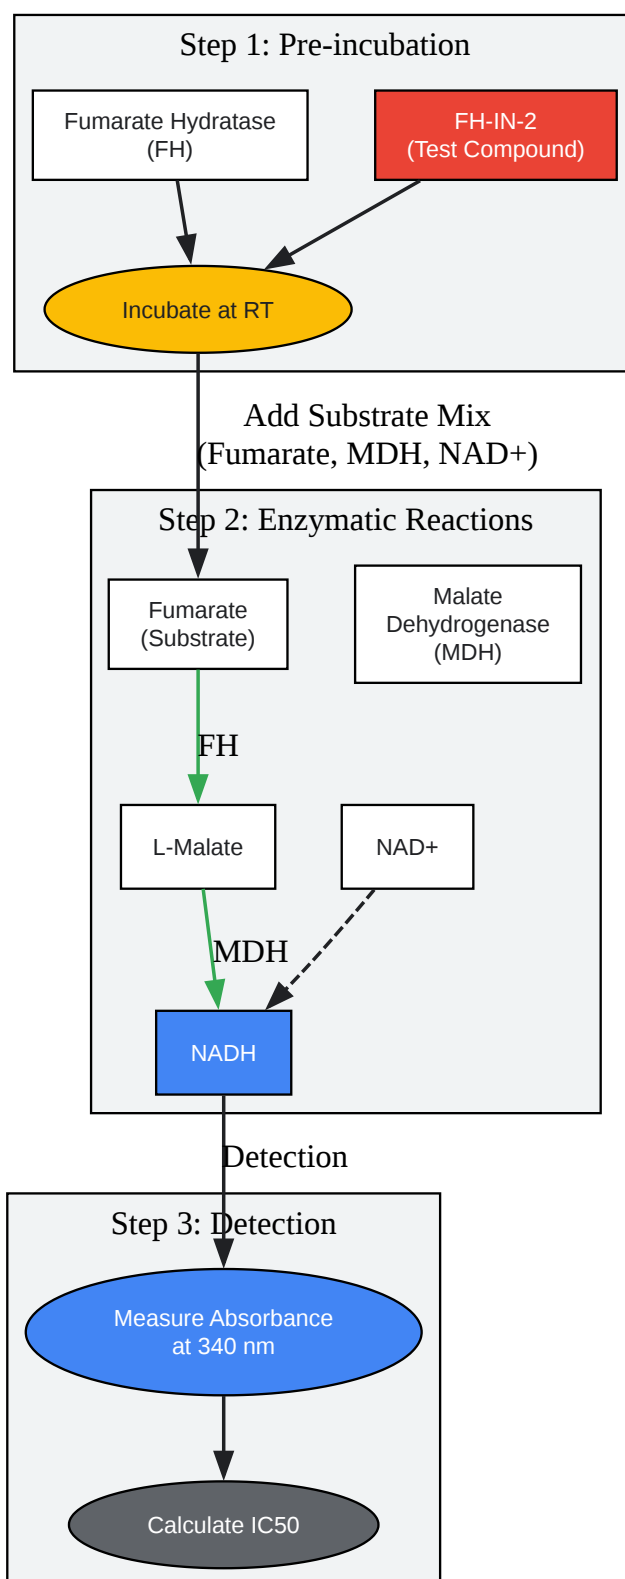 Step 1: Pre-incubation
Fumarate Hydratase
(FH)
FH-IN-2
(Test Compound)
Incubate at RT
Add Substrate Mix
(Fumarate, MDH, NAD+)
Step 2: Enzymatic Reactions
Fumarate
(Substrate)
Malate
Dehydrogenase
(MDH)
FH
L-Malate
NAD+
MDH
NADH
Detection
Step 3: Detection
Measure Absorbance
at 340 nm
Calculate IC50